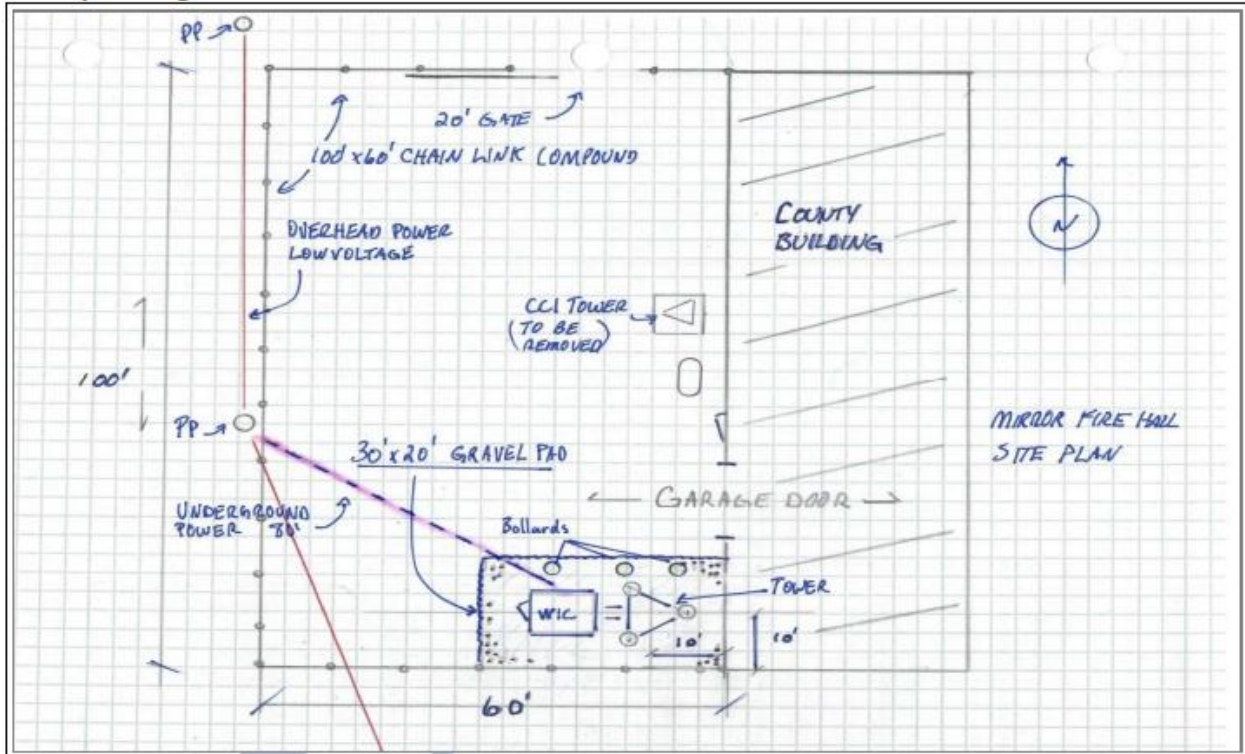 PP
20' GATE
100' x 60' CHAIN LINK COMPOUND
OVERHEAD POWER
LOW VOLTAGE
COUNTY
BUILDING
N
CCI TOWER
(TO BE
REMOVED)
100'
PP
MIRROR FIRE HALL
SITE PLAN
30' x 20' GRAVEL PAD
GARAGE DOOR
UNDERGROUND
POWER 80'
Bollards
TOWER
WIC
10'
10'
60'